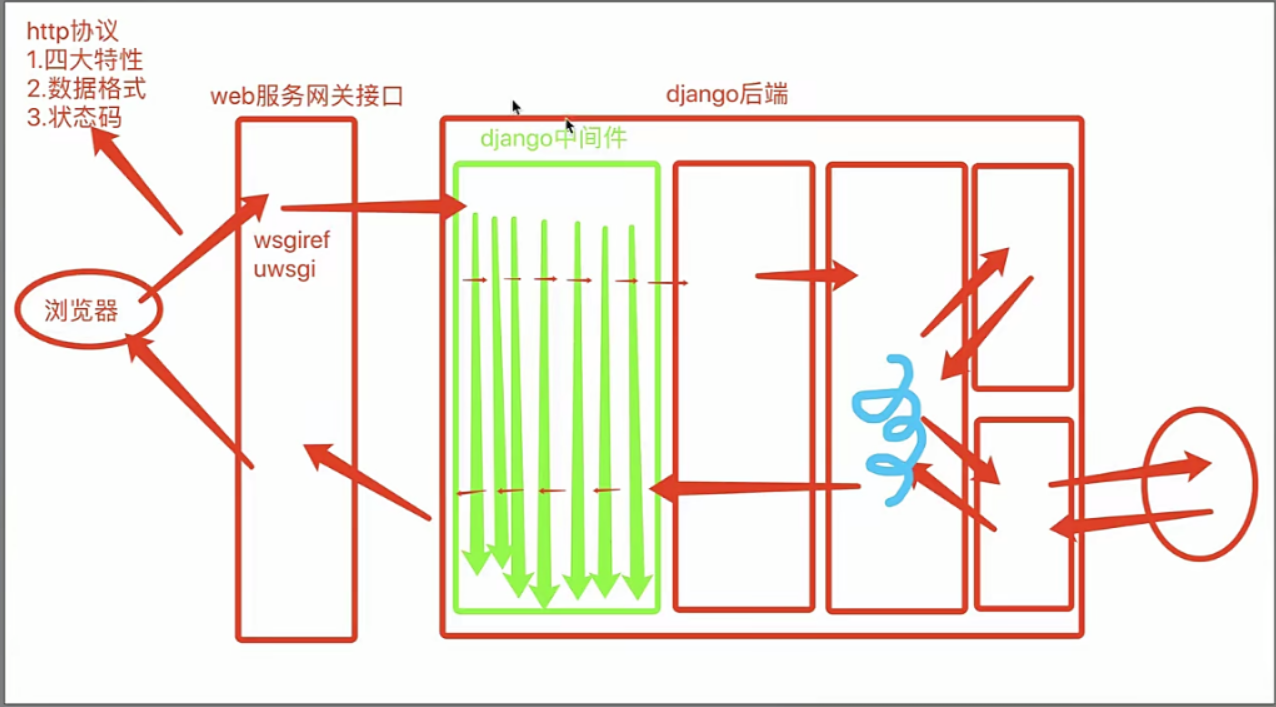 http协议
1.四大特性
2.数据格式
3.状态码
web服务网关接口
django后端
django中间件
wsgiref
uwsgi
浏览器